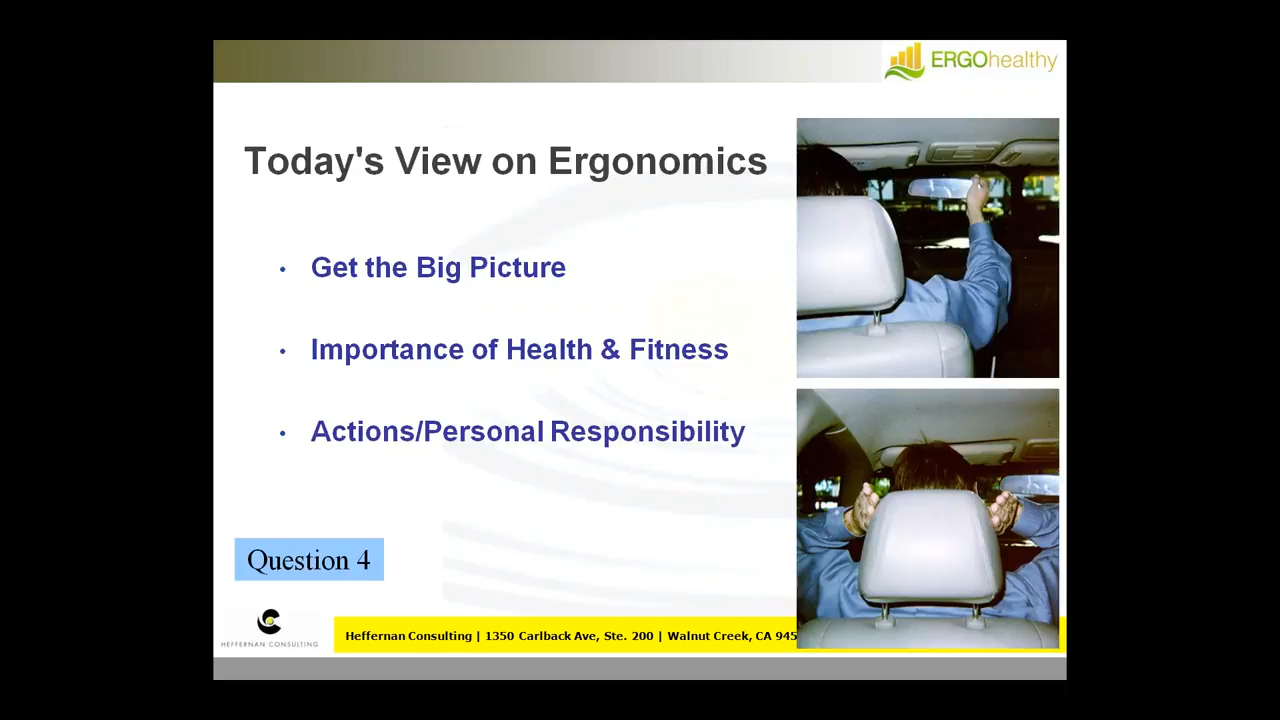 ERGOhealthy
Today's View on Ergonomics
• Get the Big Picture
• Importance of Health & Fitness
• Actions/Personal Responsibility
Question 4
HEFFERNAN CONSULTING
Heffernan Consulting | 1350 Carlback Ave, Ste. 200 | Walnut Creek, CA 945